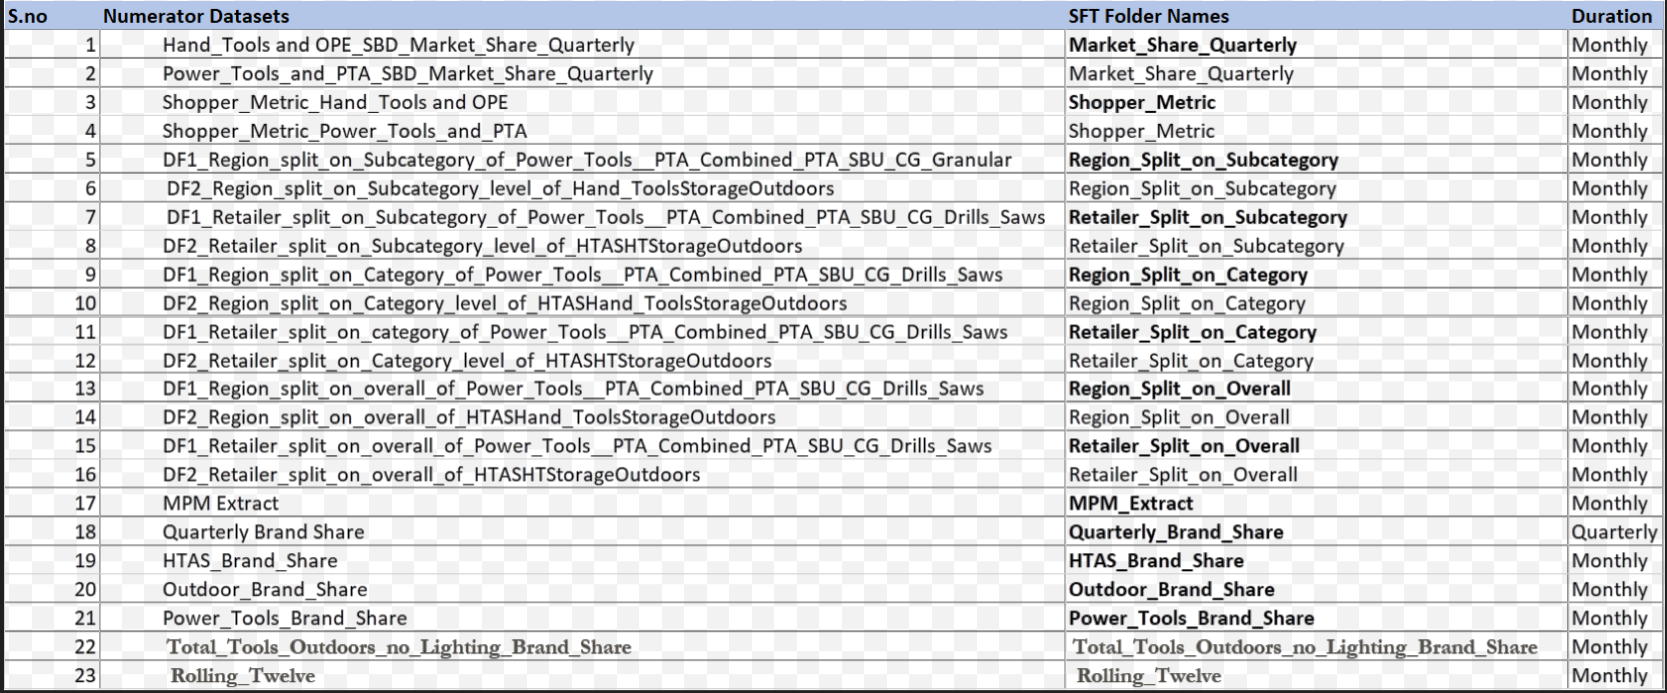 S.no Numerator Datasets SFT Folder Names Duration
1 Hand_Tools and OPE_SBD_Market_Share_Quarterly Market_Share_Quarterly Monthly
2 Power_Tools_and_PTA_SBD_Market_Share_Quarterly Market_Share_Quarterly Monthly
3 Shopper_Metric_Hand_Tools and OPE Shopper_Metric Monthly
4 Shopper_Metric_Power_Tools_and_PTA Shopper_Metric Monthly
5 DF1_Region_split_on_Subcategory_of_Power_Tools__PTA_Combined_PTA_SBU_CG_Granular Region_Split_on_Subcategory Monthly
6 DF2_Region_split_on_Subcategory_level_of_Hand_ToolsStorageOutdoors Region_Split_on_Subcategory Monthly
7 DF1_Retailer_split_on_Subcategory_of_Power_Tools__PTA_Combined_PTA_SBU_CG_Drills_Saws Retailer_Split_on_Subcategory Monthly
8 DF2_Retailer_split_on_Subcategory_level_of_HTASHTStorageOutdoors Retailer_Split_on_Subcategory Monthly
9 DF1_Region_split_on_Category_of_Power_Tools__PTA_Combined_PTA_SBU_CG_Drills_Saws Region_Split_on_Category Monthly
10 DF2_Region_split_on_Category_level_of_HTASHand_ToolsStorageOutdoors Region_Split_on_Category Monthly
11 DF1_Retailer_split_on_category_of_Power_Tools__PTA_Combined_PTA_SBU_CG_Drills_Saws Retailer_Split_on_Category Monthly
12 DF2_Retailer_split_on_Category_level_of_HTASHTStorageOutdoors Retailer_Split_on_Category Monthly
13 DF1_Region_split_on_overall_of_Power_Tools__PTA_Combined_PTA_SBU_CG_Drills_Saws Region_Split_on_Overall Monthly
14 DF2_Region_split_on_overall_of_HTASHand_ToolsStorageOutdoors Region_Split_on_Overall Monthly
15 DF1_Retailer_split_on_overall_of_Power_Tools__PTA_Combined_PTA_SBU_CG_Drills_Saws Retailer_Split_on_Overall Monthly
16 DF2_Retailer_split_on_overall_of_HTASHTStorageOutdoors Retailer_Split_on_Overall Monthly
17 MPM Extract MPM_Extract Monthly
18 Quarterly Brand Share Quarterly_Brand_Share Quarterly
19 HTAS_Brand_Share HTAS_Brand_Share Monthly
20 Outdoor_Brand_Share Outdoor_Brand_Share Monthly
21 Power_Tools_Brand_Share Power_Tools_Brand_Share Monthly
22 Total_Tools_Outdoors_no_Lighting_Brand_Share Total_Tools_Outdoors_no_Lighting_Brand_Share Monthly
23 Rolling_Twelve Rolling_Twelve Monthly